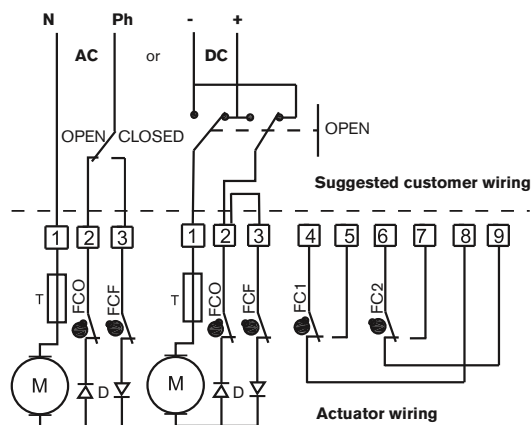 N Ph - +
AC or DC
OPEN CLOSED OPEN
Suggested customer wiring
1 2 3 1 2 3 4 5 6 7 8 9
T FCO FCF T FCO FCF FC1 FC2
M D M D
Actuator wiring